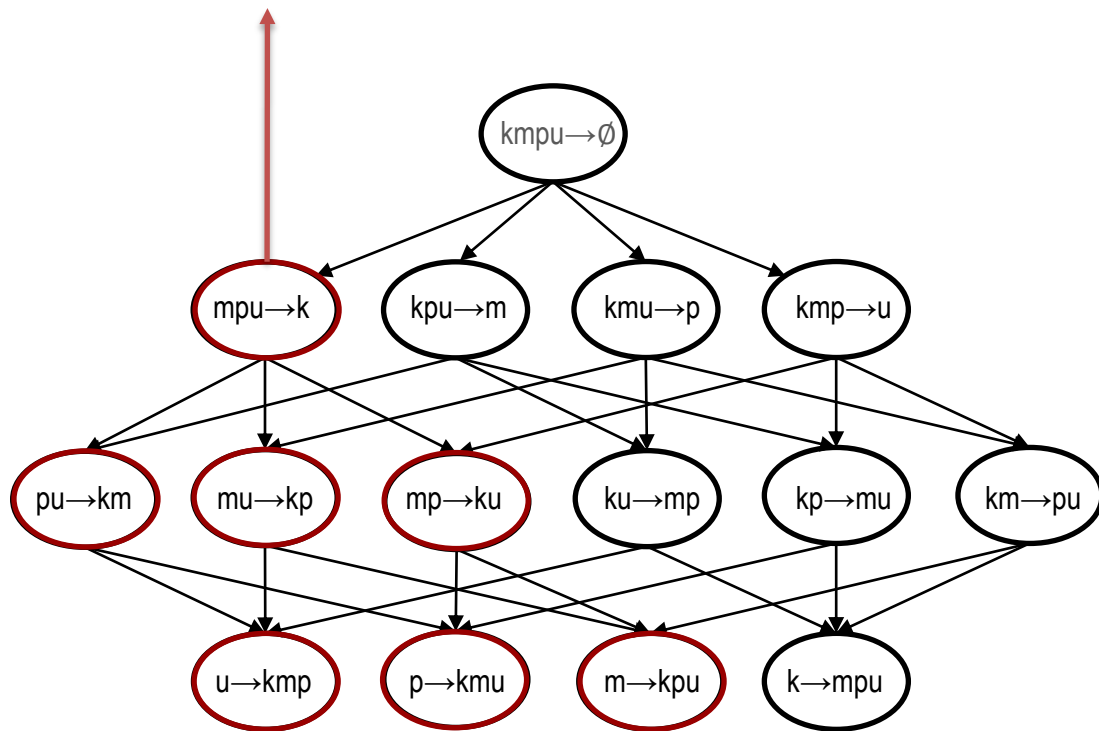 kmpu→∅
mpu→k
kpu→m
kmu→p
kmp→u
pu→km
mu→kp
mp→ku
ku→mp
kp→mu
km→pu
u→kmp
p→kmu
m→kpu
k→mpu